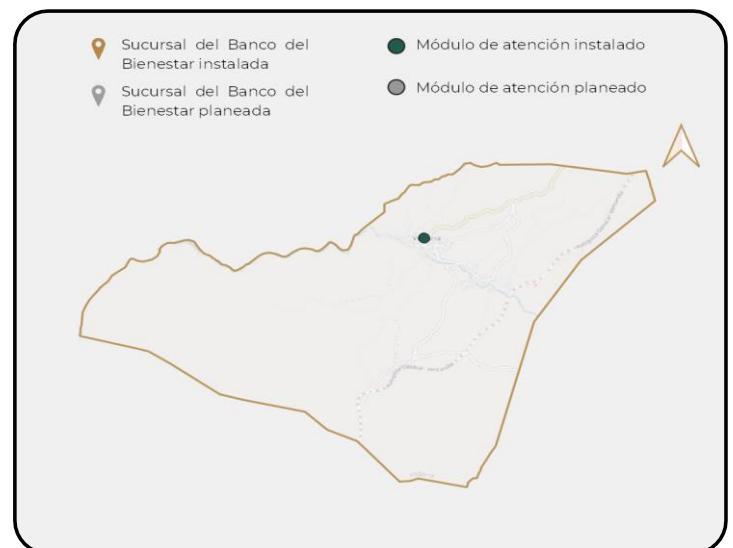 Sucursal del Banco del
Bienestar instalada
Módulo de atención instalado
Sucursal del Banco del
Bienestar planeada
Módulo de atención planeado